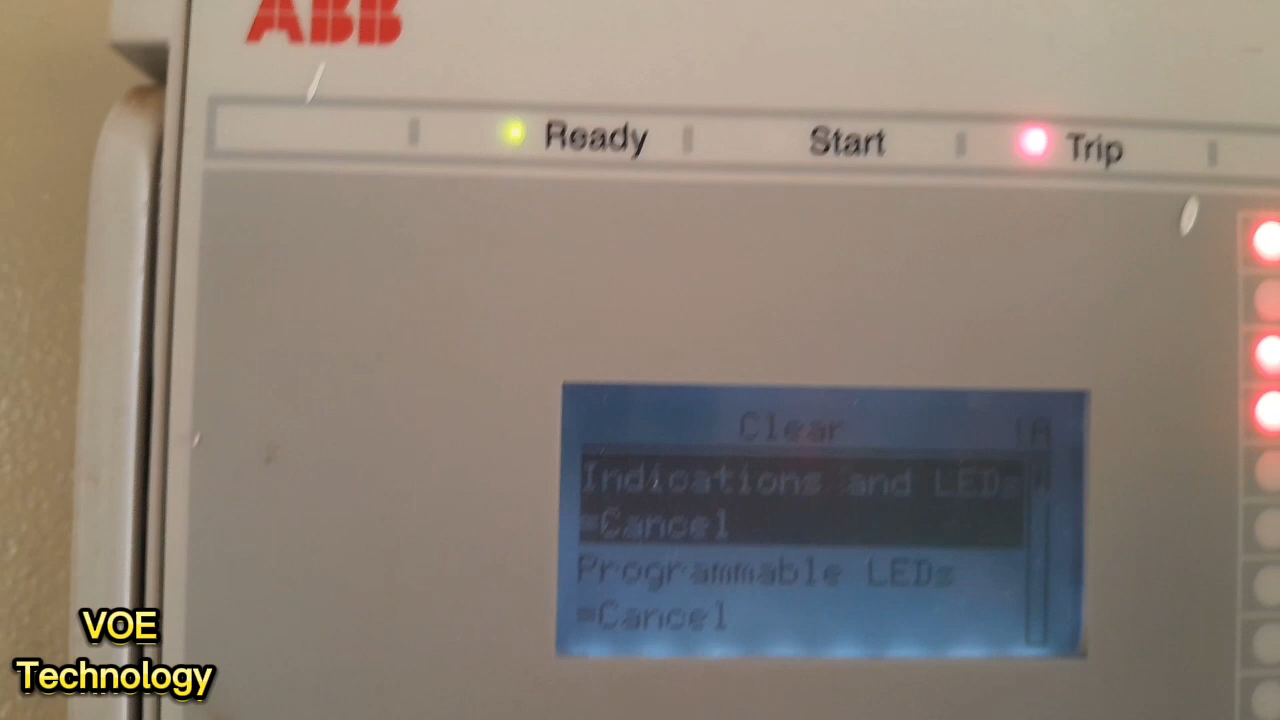 ABB
Ready Start Trip
Clear
Indications and LEDs
=Cancel
Programmable LEDs
=Cancel
VOE
Technology